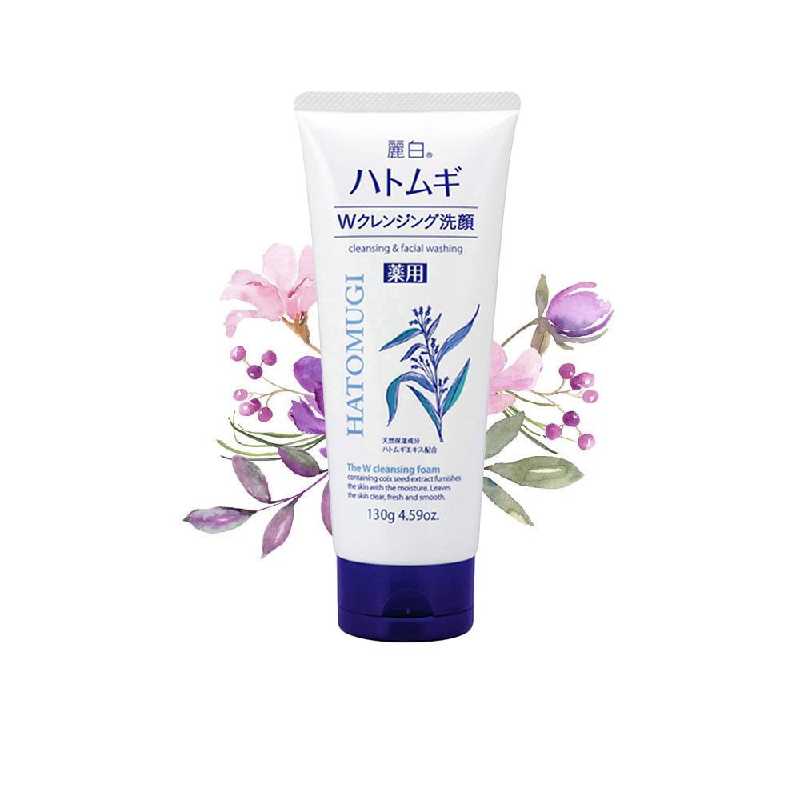 麗白®
ハトムギ
Wクレンジング洗顔
cleansing & facial washing
薬用
HATOMUGI
天然保湿成分
ハトムギエキス配合
The W cleansing foam
containing coix seed extract furnishes
the skin with the moisture. Leaves
the skin clear, fresh and smooth.
130g 4.59oz.